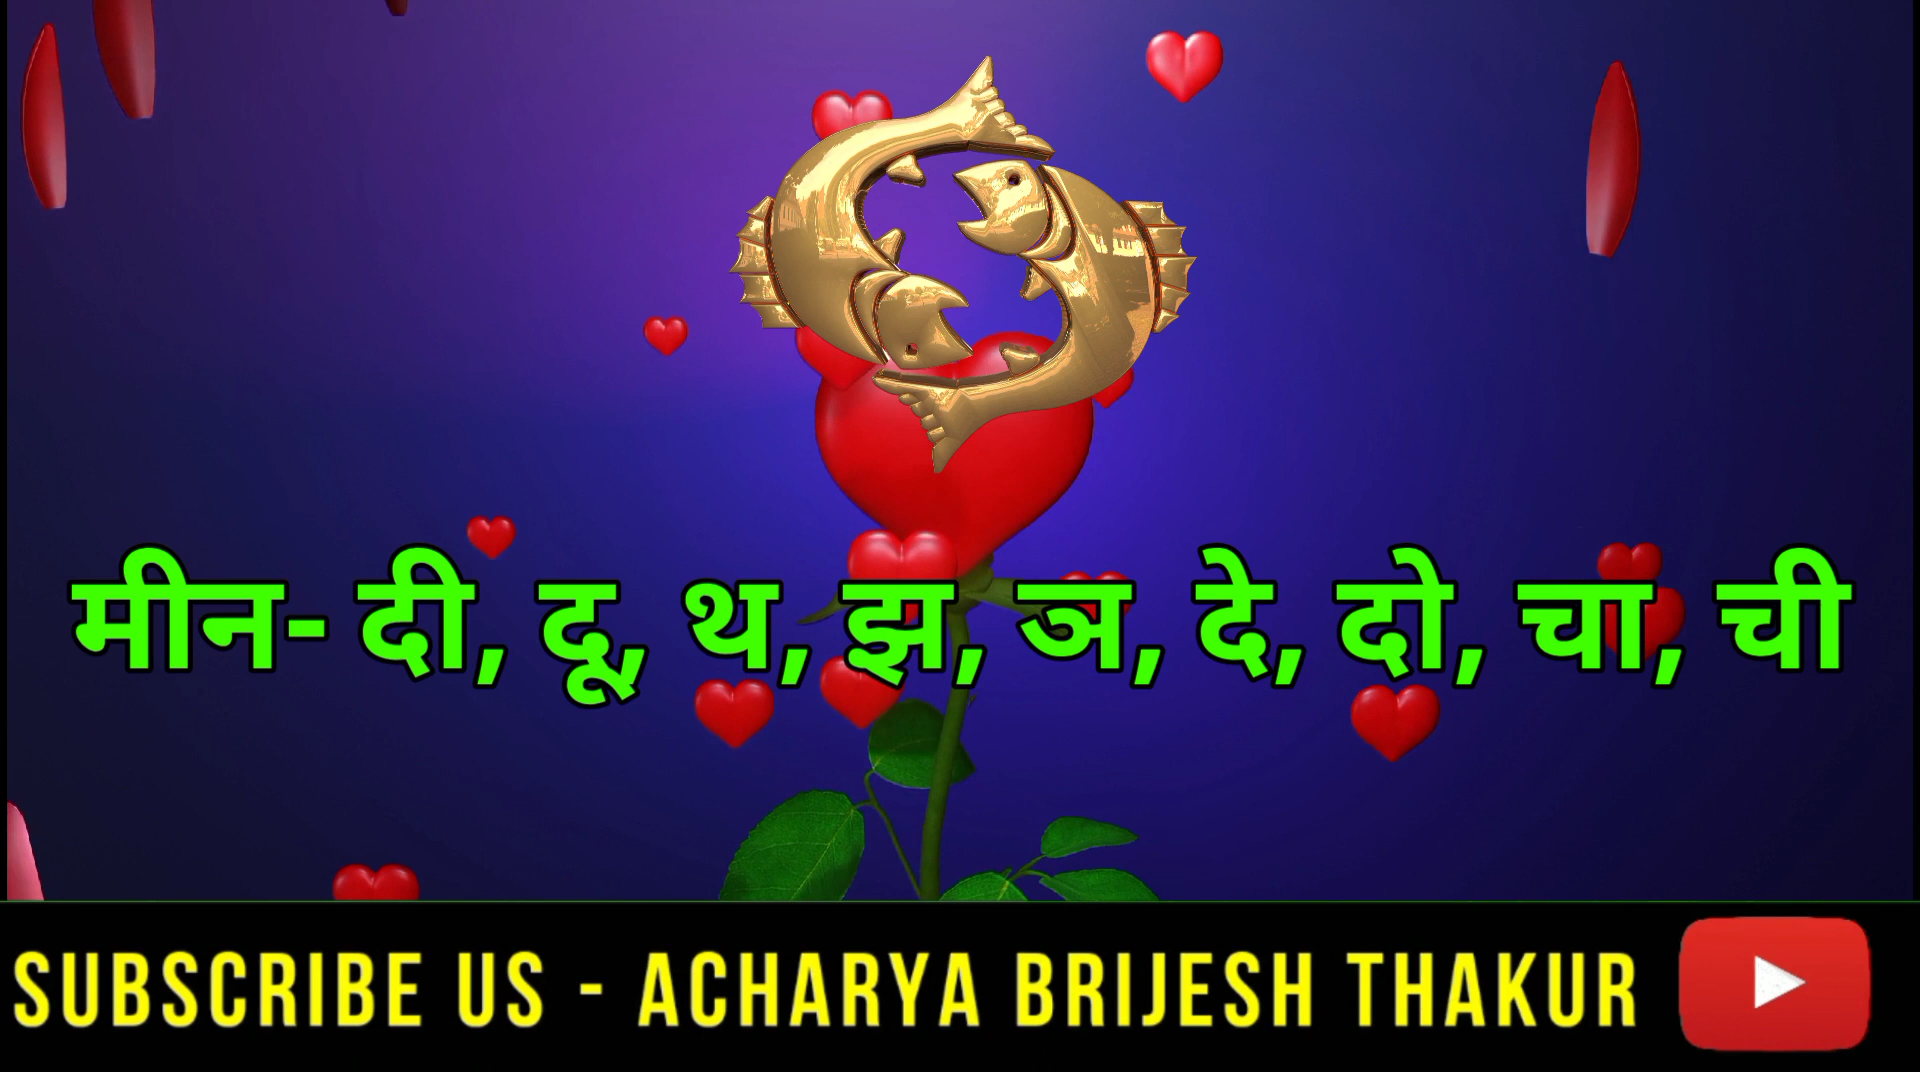 मीन- दी, दू, थ, झ, ञ, दे, दो, चा, ची
SUBSCRIBE US - ACHARYA BRIJESH THAKUR